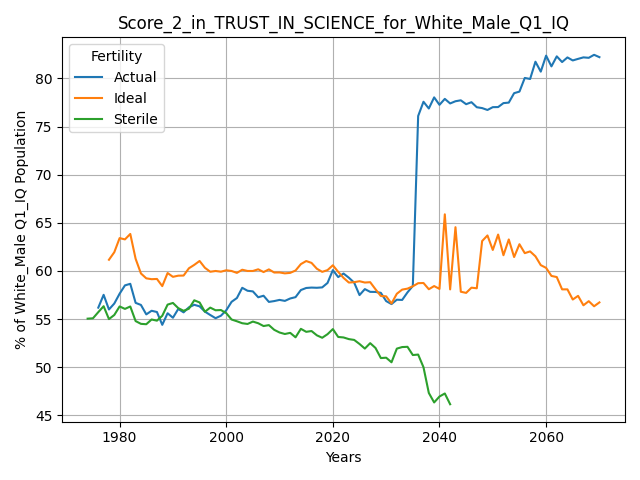 Score_2_in_TRUST_IN_SCIENCE_for_White_Male_Q1_IQ
% of White_Male Q1_IQ Population
80
75
70
65
60
55
50
45
Fertility
Actual
Ideal
Sterile
1980 2000 2020 2040 2060
Years